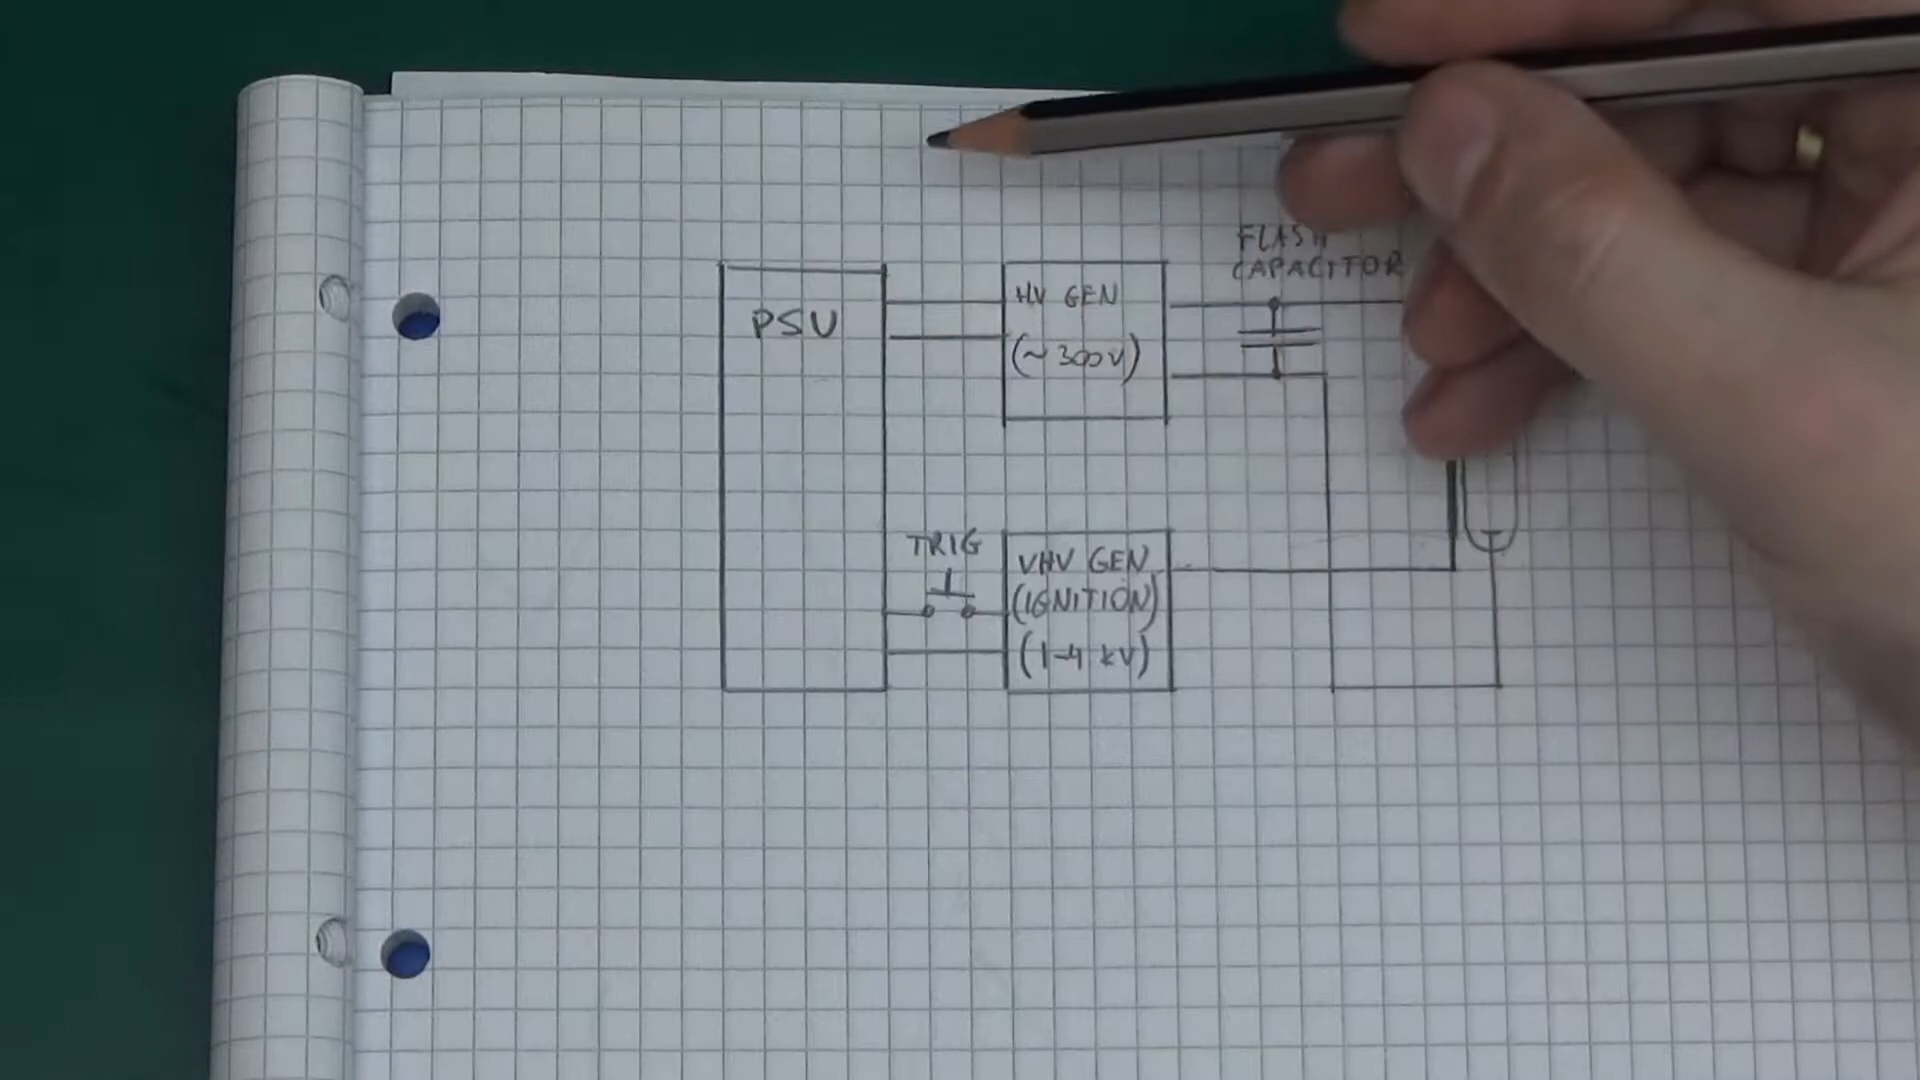 PSU
HV GEN
(~300V)
FLASH
CAPACITOR
TRIG
VHV GEN
(IGNITION)
(1-4 kV)